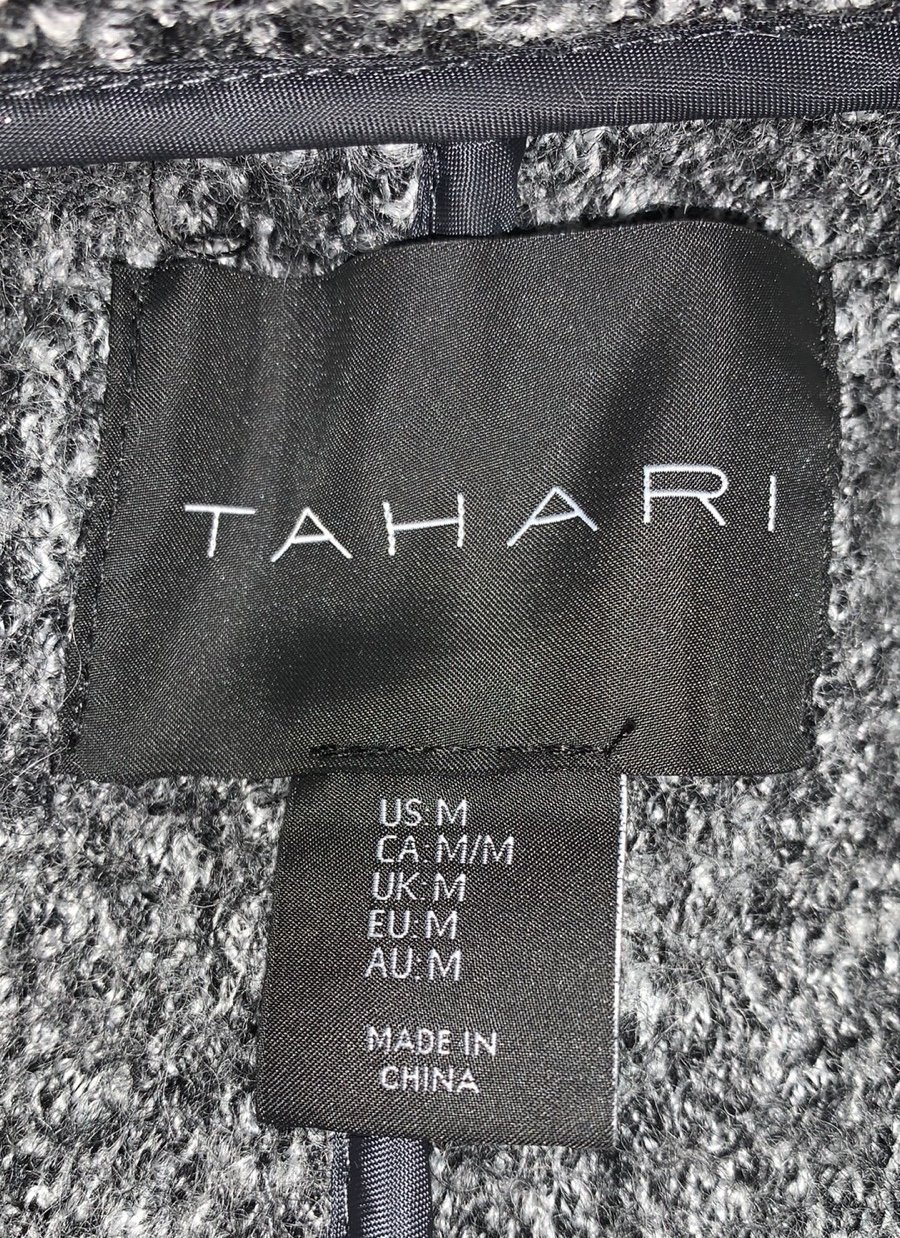 TAHARI
US: M
CA: M/M
UK: M
EU: M
AU: M
MADE IN
CHINA